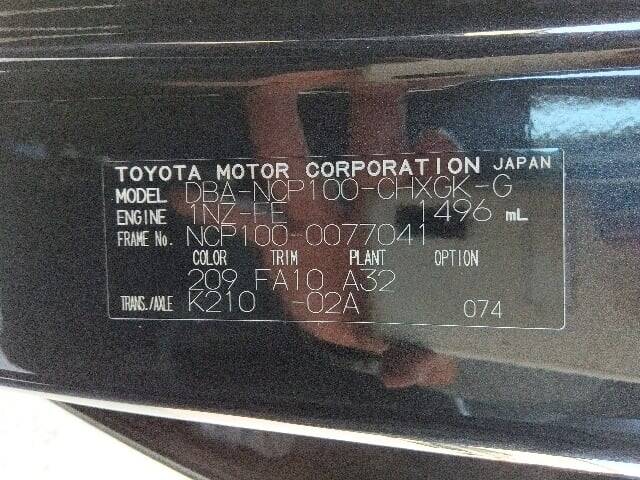 TOYOTA MOTOR CORPORATION JAPAN
MODEL DBA-NCP100-CHXGK-G
ENGINE 1NZ-FE 1496 mL
FRAME No. NCP100-0077041
COLOR TRIM PLANT OPTION
209 FA10 A32
TRANS./AXLE K210 -02A 074